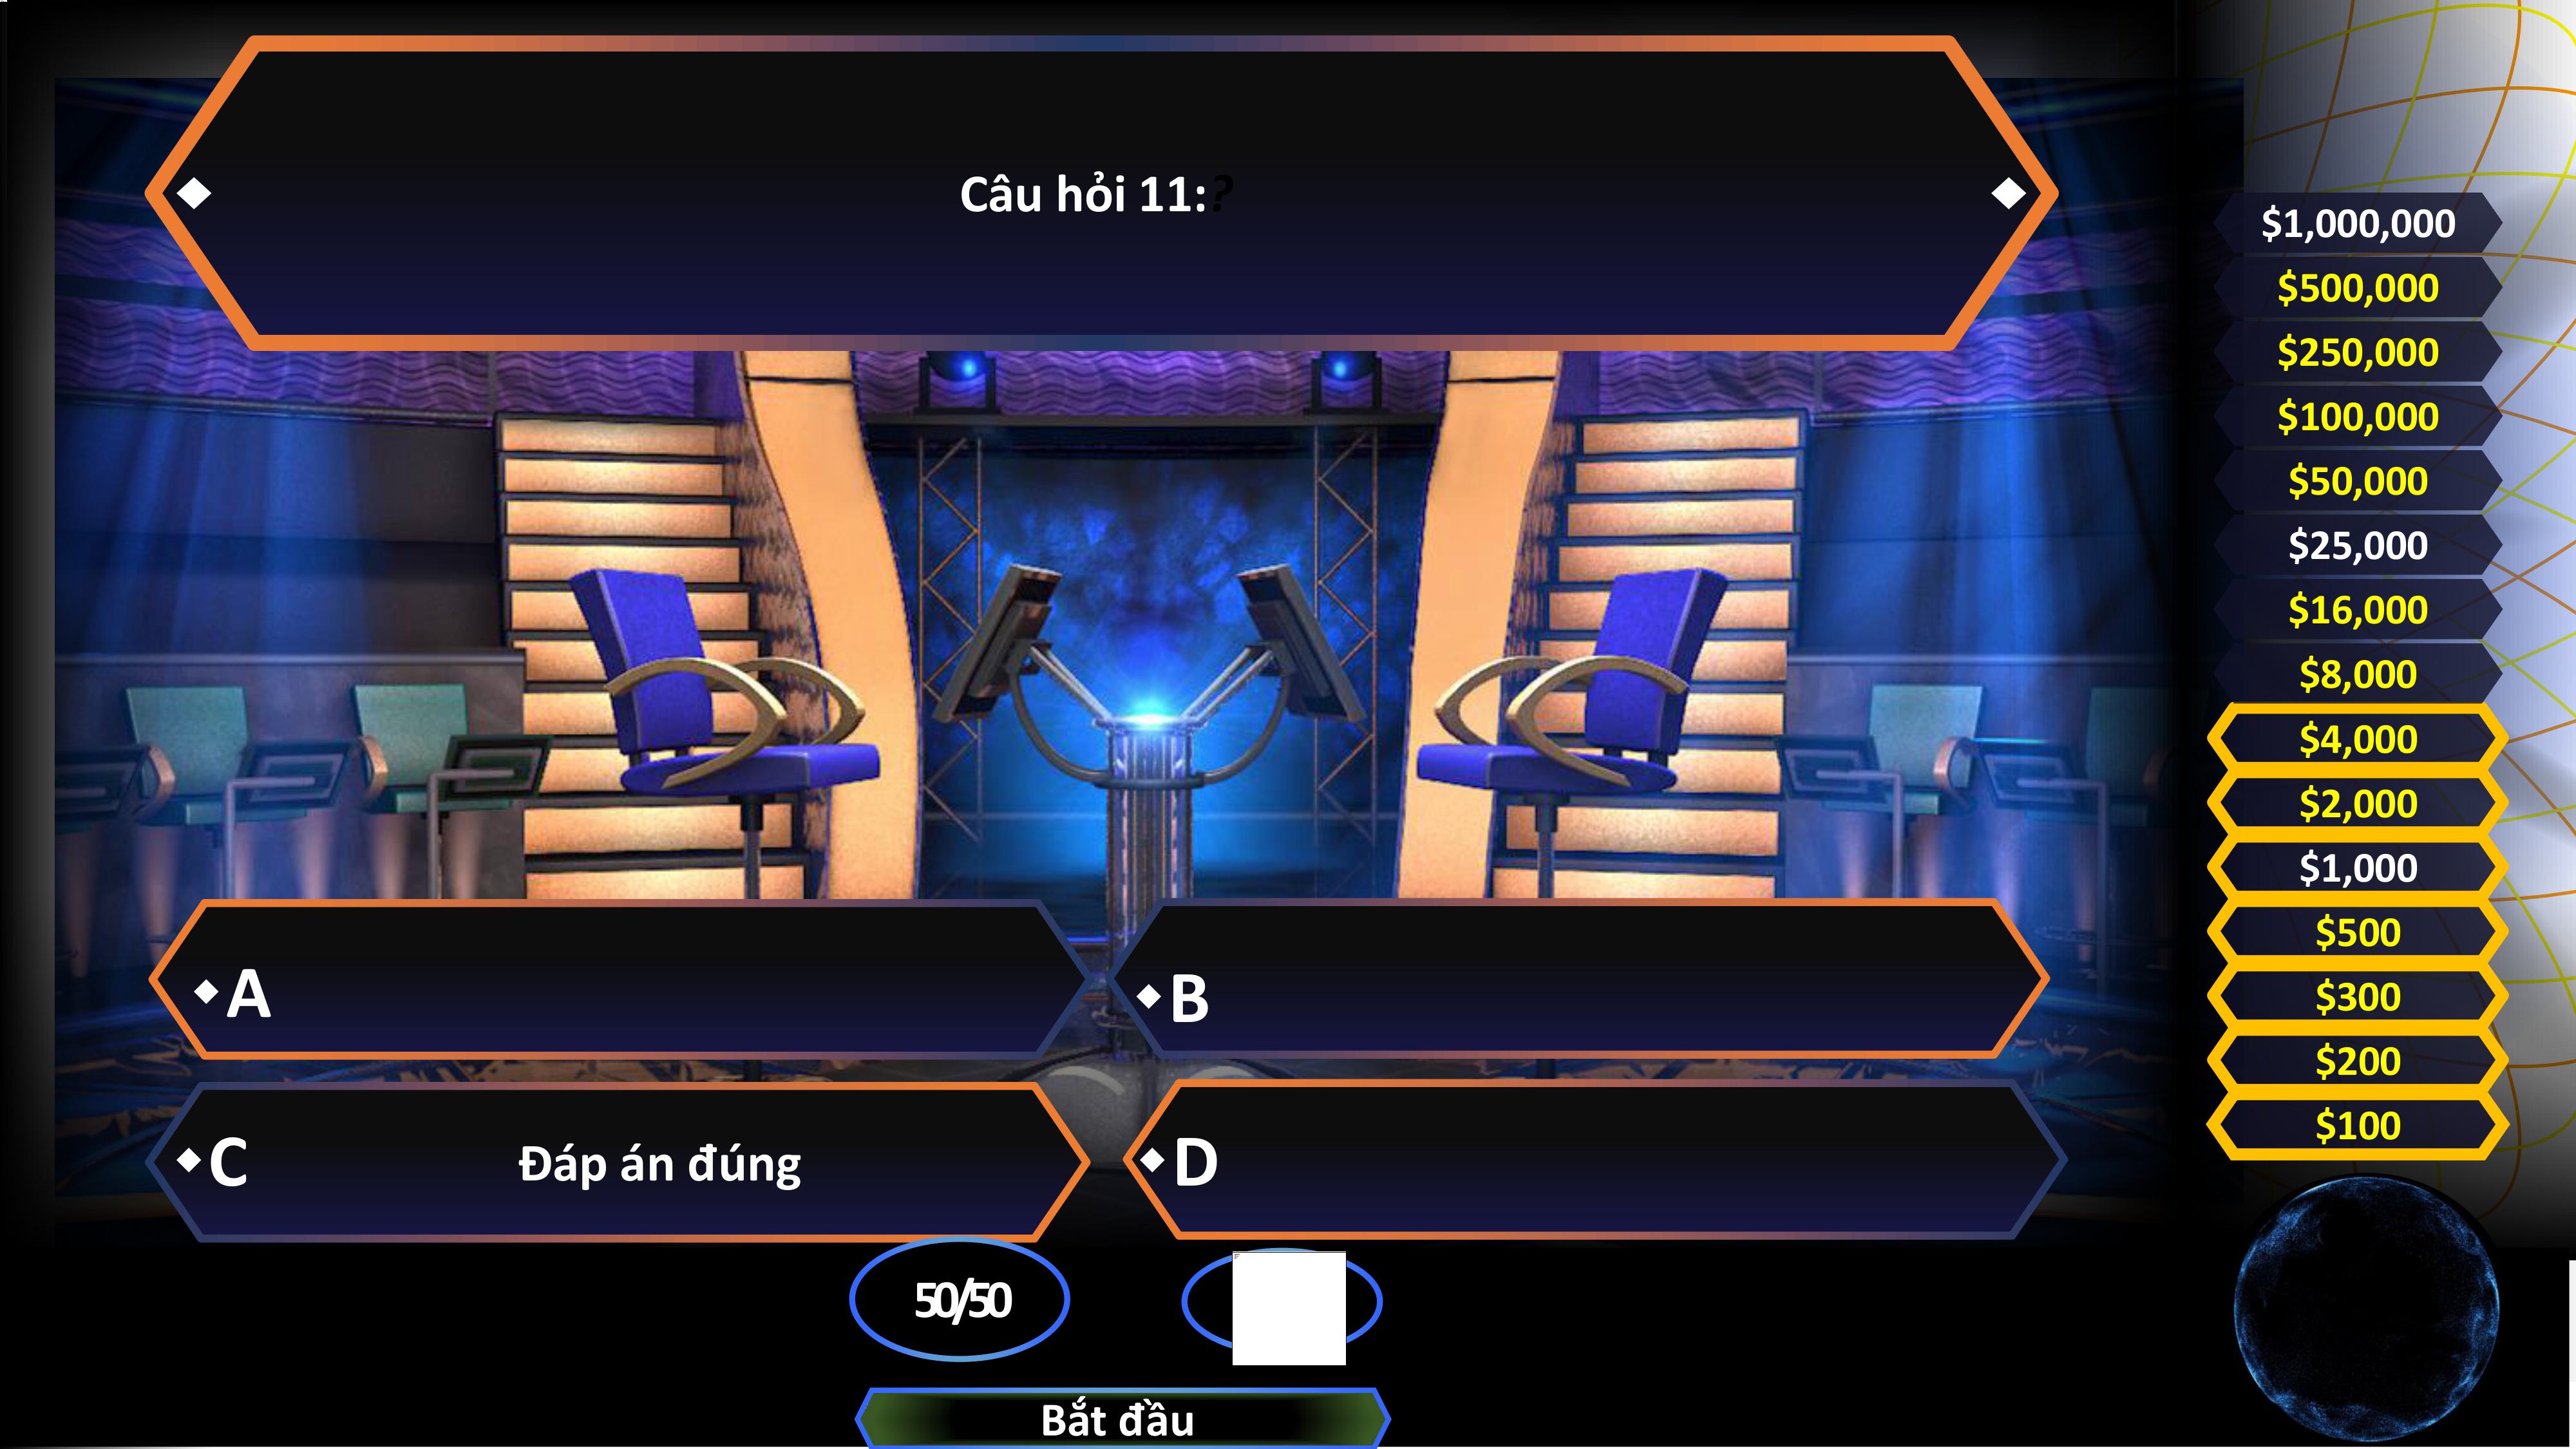 Câu hỏi 11:?
$1,000,000
$500,000
$250,000
$100,000
$50,000
$25,000
$16,000
$8,000
$4,000
$2,000
$1,000
$500
$300
$200
$100
A
B
C Đáp án đúng
D
50/50
Bắt đầu